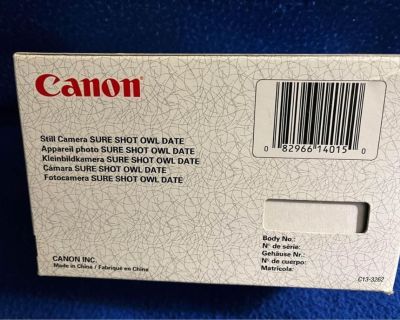 Canon
0 82966 14015 0
Still Camera SURE SHOT OWL DATE
Appareil photo SURE SHOT OWL DATE
Kleinbildkamera SURE SHOT OWL DATE
Cámara SURE SHOT OWL DATE
Fotocamera SURE SHOT OWL DATE
Body No.:
N° de série:
Gehäuse Nr.:
N° de cuerpo:
Matricola:
CANON INC.
Made in China / Fabriqué en China
C13-3262